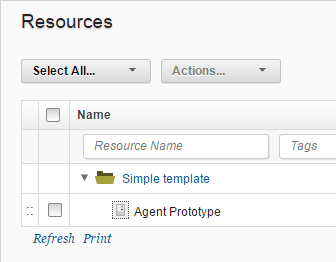 Resources
Select All... Actions...
Name
Resource Name Tags
Simple template
Agent Prototype
Refresh Print